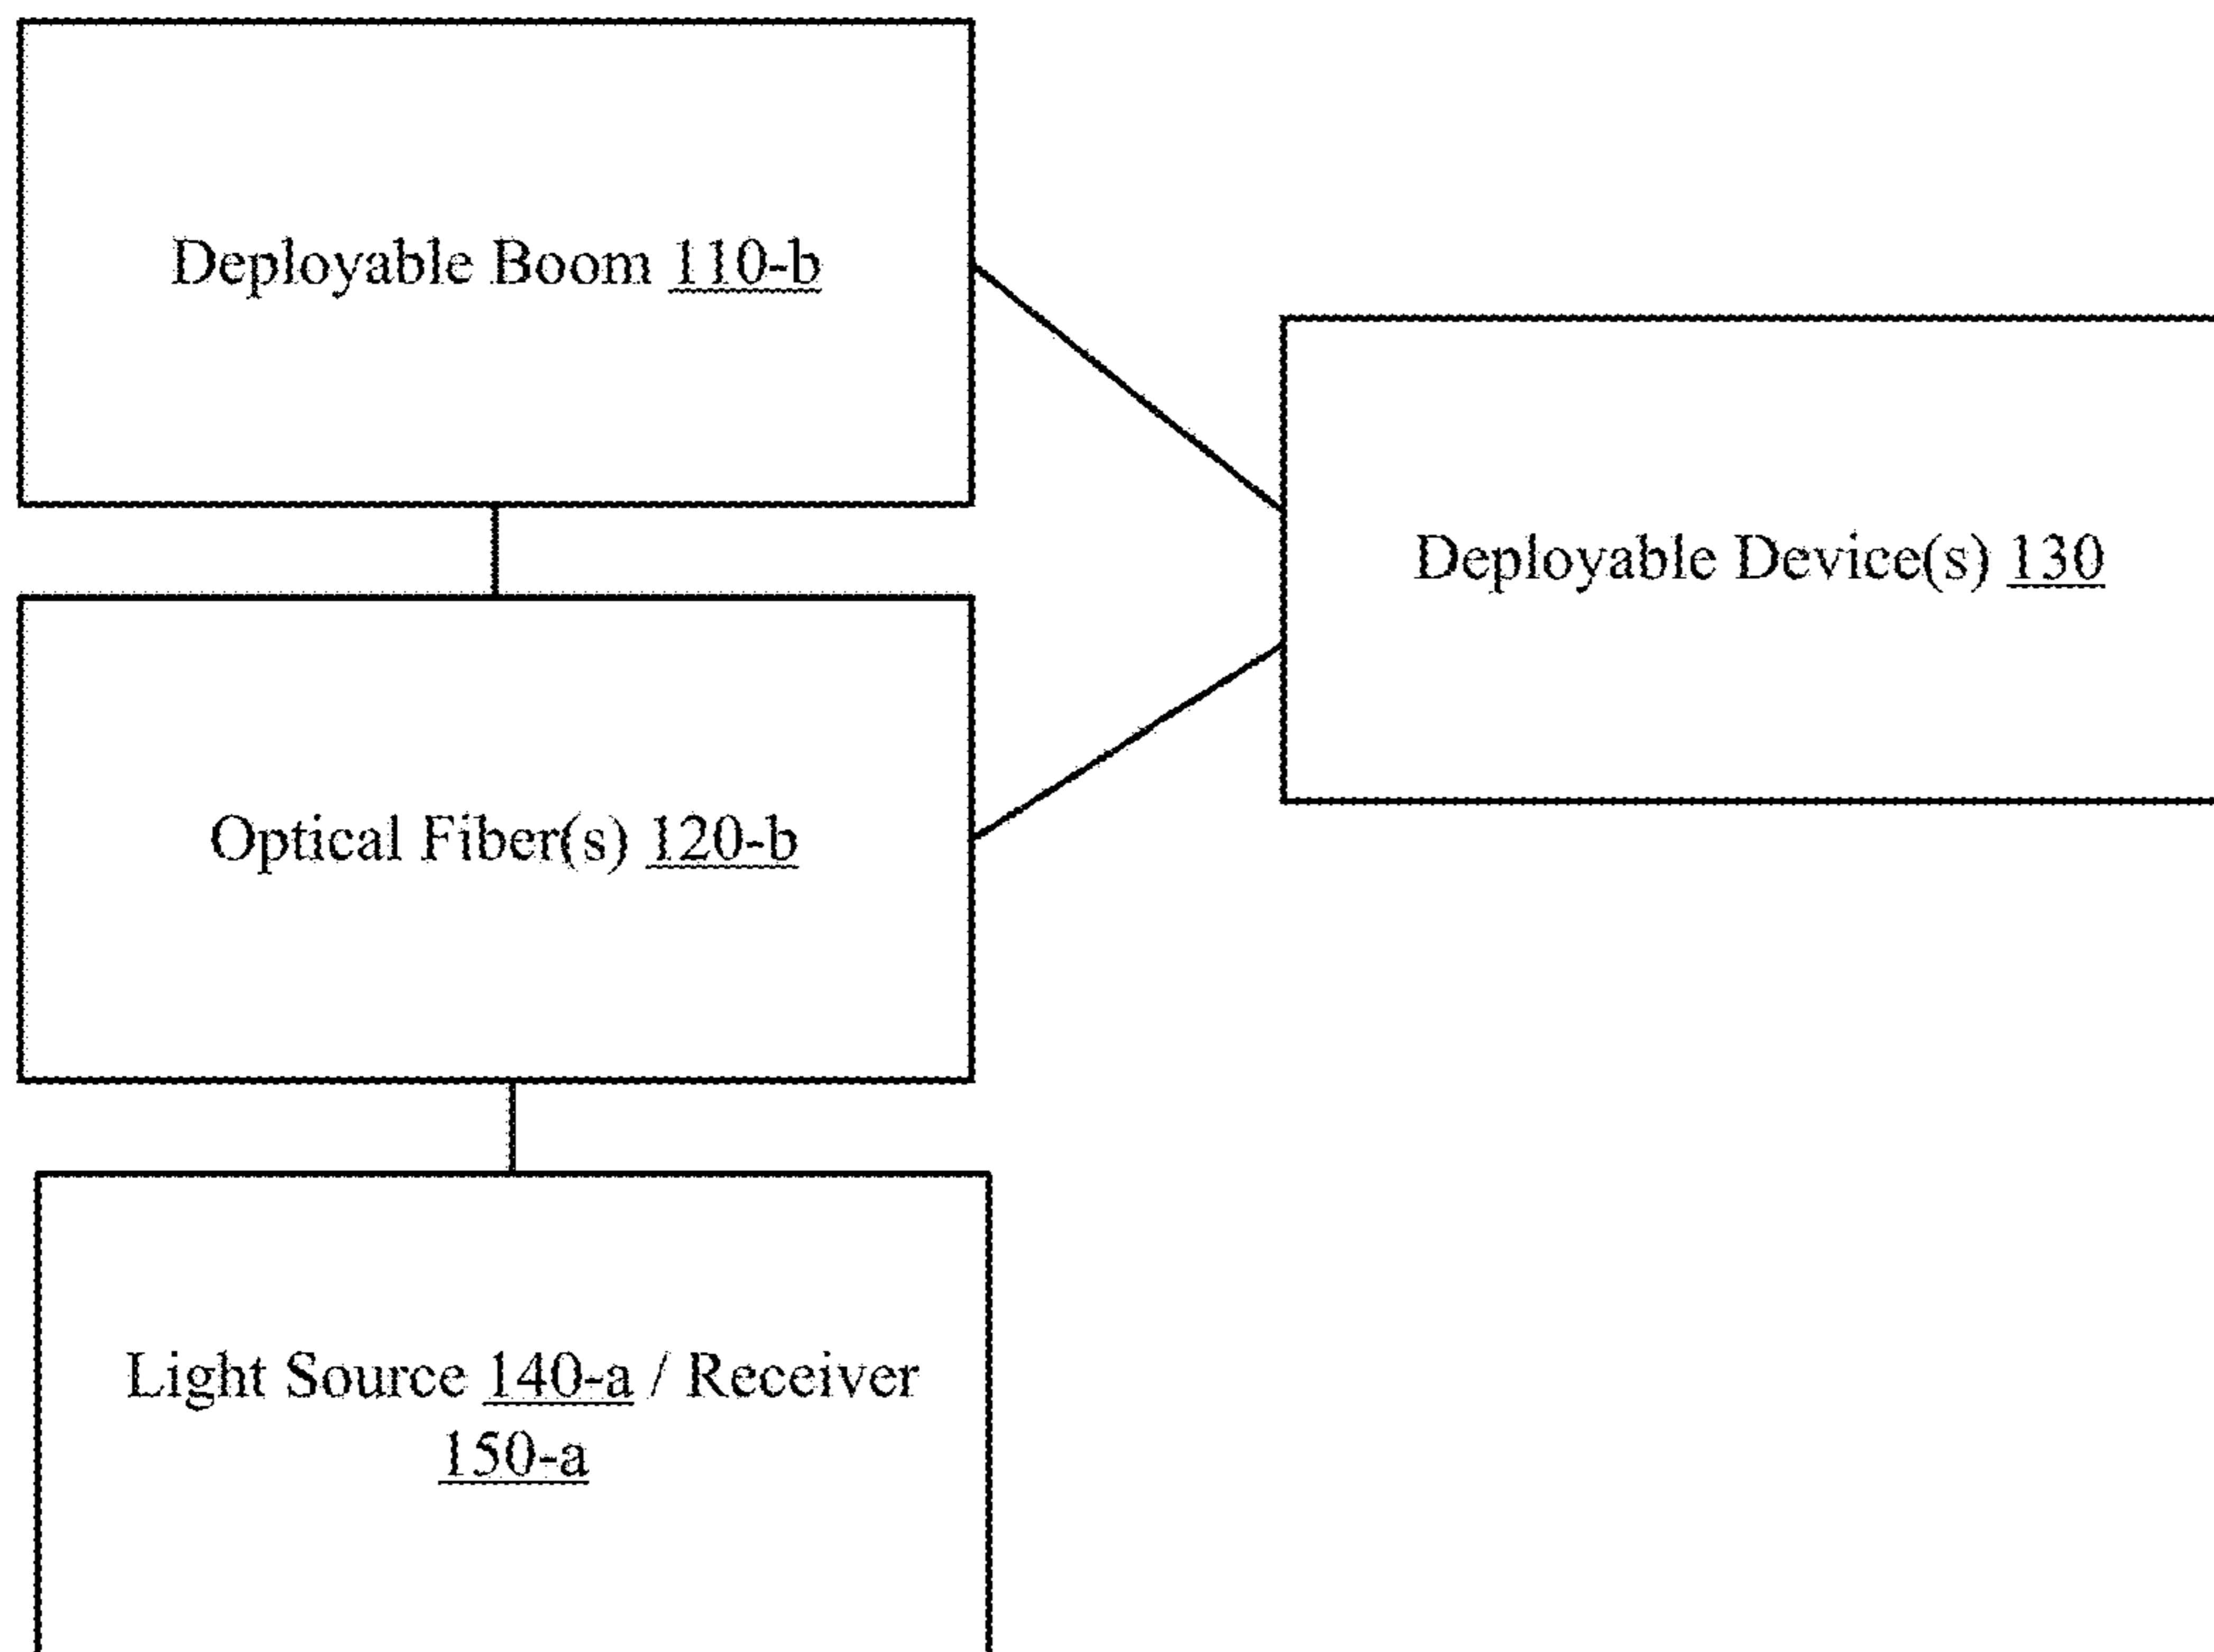 Deployable Boom 110-b
Deployable Device(s) 130
Optical Fiber(s) 120-b
Light Source 140-a / Receiver
150-a